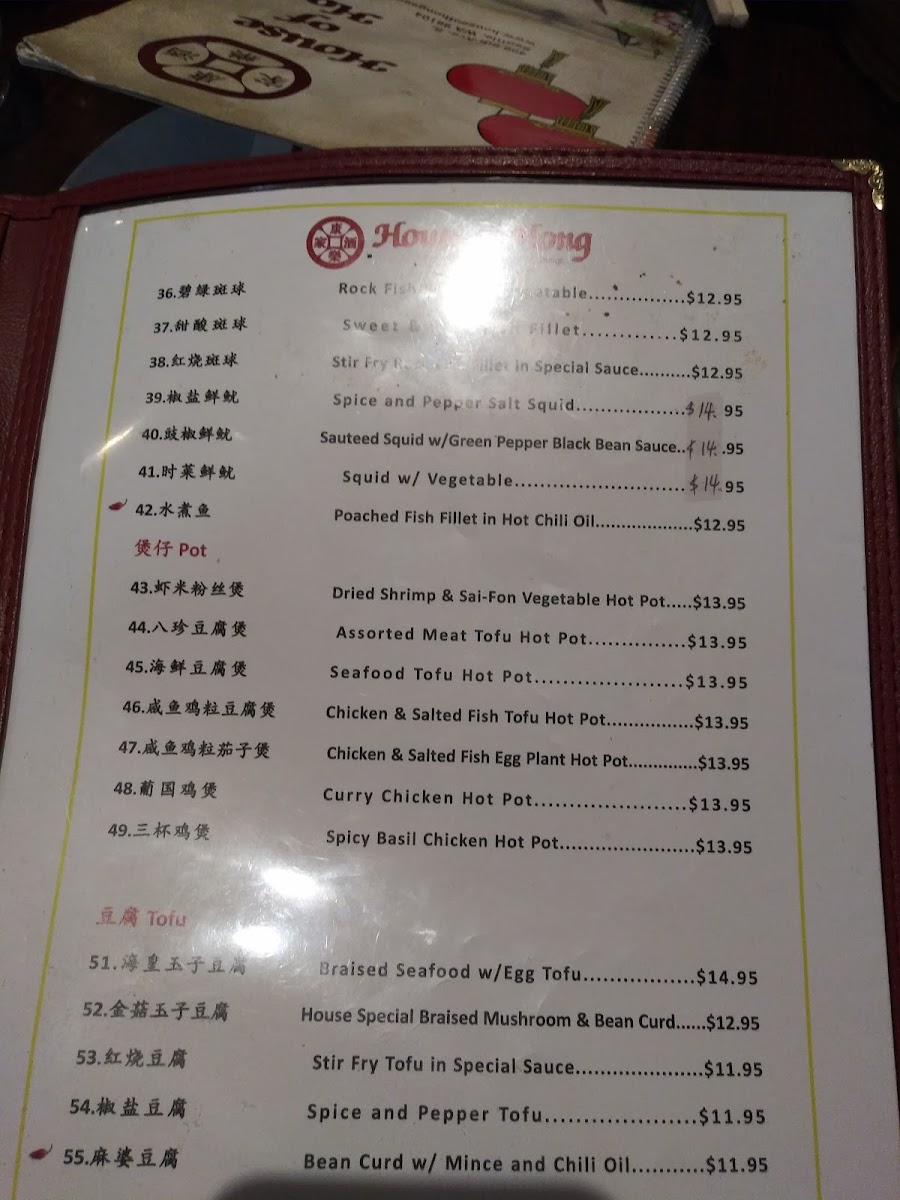 House
of
Seattle, WA 98104
康
家 酒
樂
Hong
36.碧绿斑球 Rock Fish ...............$12.95
37.甜酸斑球 Sweet & Fillet.............$12.95
38.红烧斑球 Stir Fry Fillet in Special Sauce..........$12.95
39.椒盐鲜鱿 Spice and Pepper Salt Squid.................$14.95
40.豉椒鲜鱿 Sauteed Squid w/Green Pepper Black Bean Sauce..$14..95
41.时菜鲜鱿 Squid w/ Vegetable..........................$14.95
42.水煮鱼 Poached Fish Fillet in Hot Chili Oil...................$12.95
煲仔 Pot
43.虾米粉丝煲 Dried Shrimp & Sai-Fon Vegetable Hot Pot.....$13.95
44.八珍豆腐煲 Assorted Meat Tofu Hot Pot...............$13.95
45.海鲜豆腐煲 Seafood Tofu Hot Pot.......................$13.95
46.咸鱼鸡粒豆腐煲 Chicken & Salted Fish Tofu Hot Pot.................$13.95
47.咸鱼鸡粒茄子煲 Chicken & Salted Fish Egg Plant Hot Pot..............$13.95
48.葡国鸡煲 Curry Chicken Hot Pot.......................$13.95
49.三杯鸡煲 Spicy Basil Chicken Hot Pot........................$13.95
豆腐 Tofu
51.海皇玉子豆腐 Braised Seafood w/Egg Tofu.................$14.95
52.金菇玉子豆腐 House Special Braised Mushroom & Bean Curd......$12.95
53.红烧豆腐 Stir Fry Tofu in Special Sauce.....................$11.95
54.椒盐豆腐 Spice and Pepper Tofu.....................$11.95
55.麻婆豆腐 Bean Curd w/ Mince and Chili Oil...........$11.95